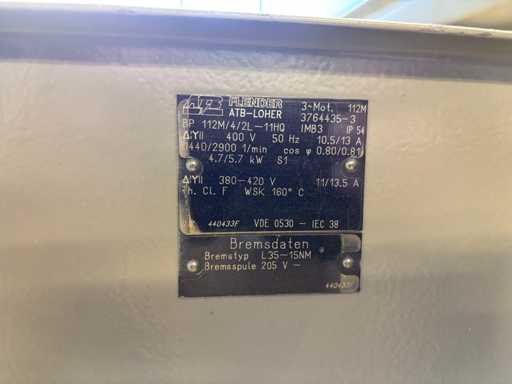 FLENDER
ATB-LOHER
3~Mot. 112M
3764435-3
BP 112M/4/2L-11HQ IMB3 IP 54
400 V 50 Hz 10.5/13 A
1440/2900 1/min cos φ 0.80/0.81
4.7/5.7 kW S1
380-420 V 11/13.5 A
Th. Cl. F WSK 160° C
440433F VDE 0530 - IEC 38
Bremsdaten
Bremstyp L35-15NM
Bremsspule 205 V -
440433F